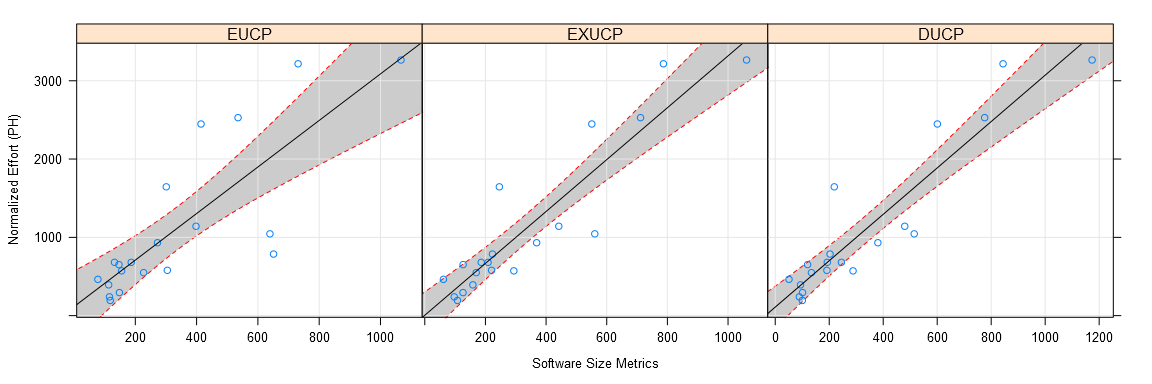 EUCP EXUCP DUCP
Normalized Effort (PH)
3000
2000
1000
200 400 600 800 1000 200 400 600 800 1000 0 200 400 600 800 1000 1200
Software Size Metrics